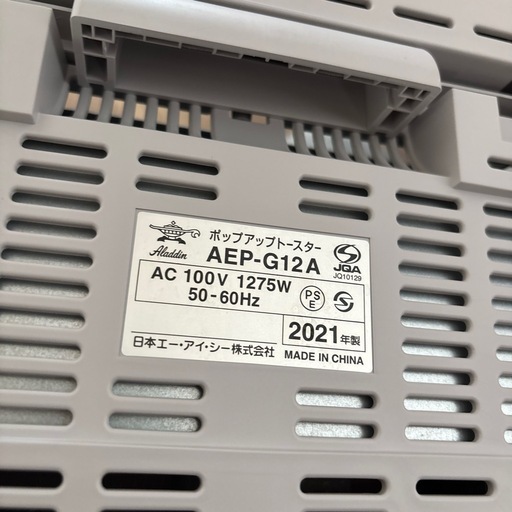 ポップアップトースター
Aladdin AEP-G12A
JQA
JQ10129
AC 100V 1275W
50-60Hz
PS
E
S
2021年製
日本エー・アイ・シー株式会社
MADE IN CHINA